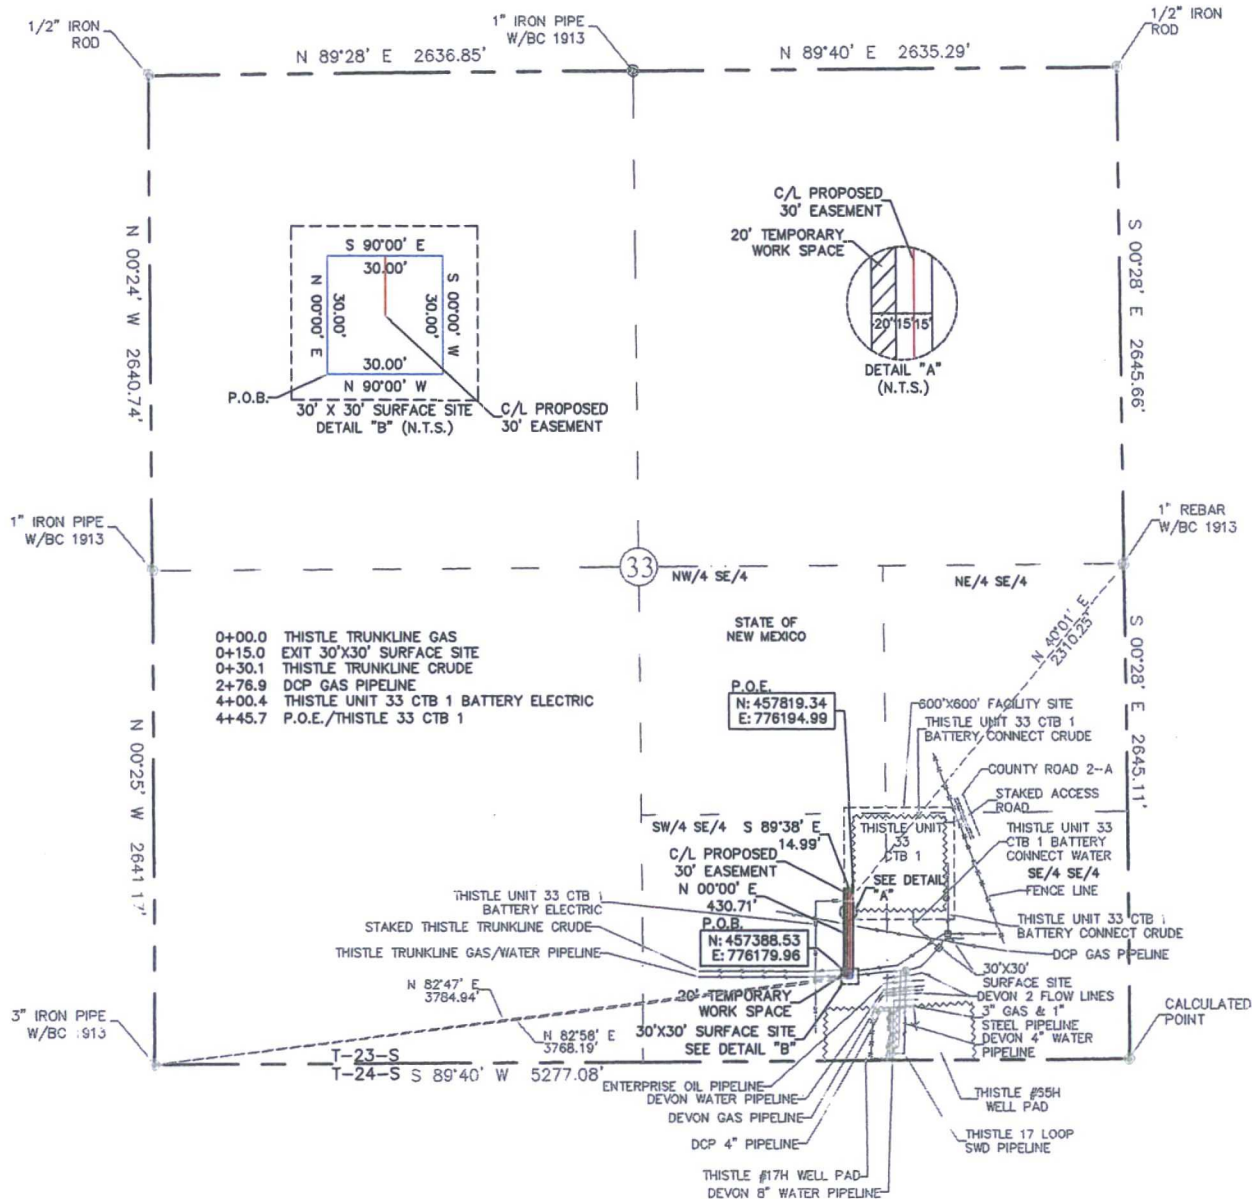 1/2" IRON
ROD
N 89°28' E 2636.85'
1" IRON PIPE
W/BC 1913
N 89°40' E 2635.29'
1/2" IRON
ROD
N 00°24' W 2640.74'
S 90°00' E
30.00'
N 00°00' E
30.00'
S 00°00' W
30.00'
30.00'
N 90°00' W
P.O.B.
30' X 30' SURFACE SITE
DETAIL "B" (N.T.S.)
C/L PROPOSED
30' EASEMENT
C/L PROPOSED
30' EASEMENT
20' TEMPORARY
WORK SPACE
20' 15' 15'
DETAIL "A"
(N.T.S.)
S 00°28' E 2645.66'
1" IRON PIPE
W/BC 1913
33
NW/4 SE/4
NE/4 SE/4
1" REBAR
W/BC 1913
0+00.0 THISTLE TRUNKLINE GAS
0+15.0 EXIT 30'X30' SURFACE SITE
0+30.1 THISTLE TRUNKLINE CRUDE
2+76.9 DCP GAS PIPELINE
4+00.4 THISTLE UNIT 33 CTB 1 BATTERY ELECTRIC
4+45.7 P.O.E./THISTLE 33 CTB 1
STATE OF
NEW MEXICO
N 40°01' E
2310.25'
S 00°28' E 2645.11'
N 00°25' W 2641.17'
P.O.E.
N: 457819.34
E: 776194.99
600'X600' FACILITY SITE
THISTLE UNIT 33 CTB 1
BATTERY CONNECT CRUDE
COUNTY ROAD 2-A
STAKED ACCESS
ROAD
SW/4 SE/4
S 89°38' E
14.99'
THISTLE UNIT
33
CTB 1
THISTLE UNIT 33
CTB 1 BATTERY
CONNECT WATER
C/L PROPOSED
30' EASEMENT
SEE DETAIL
"A"
SE/4 SE/4
FENCE LINE
N 00°00' E
430.71'
THISTLE UNIT 33 CTB 1
BATTERY ELECTRIC
STAKED THISTLE TRUNKLINE CRUDE
THISTLE TRUNKLINE GAS/WATER PIPELINE
P.O.B.
N: 457388.53
E: 776179.96
THISTLE UNIT 33 CTB 1
BATTERY CONNECT CRUDE
DCP GAS PIPELINE
30'X30'
SURFACE SITE
DEVON 2 FLOW LINES
3" GAS & 1"
STEEL PIPELINE
DEVON 4" WATER
PIPELINE
N 82°47' E
3784.94'
20' TEMPORARY
WORK SPACE
N 82°58' E
3768.19'
30'X30' SURFACE SITE
SEE DETAIL "B"
CALCULATED
POINT
3" IRON PIPE
W/BC 1913
T-23-S
T-24-S
S 89°40' W 5277.08'
ENTERPRISE OIL PIPELINE
DEVON WATER PIPELINE
DEVON GAS PIPELINE
DCP 4" PIPELINE
THISTLE #17H WELL PAD
DEVON 8" WATER PIPELINE
THISTLE #35H
WELL PAD
THISTLE 17 LOOP
SWD PIPELINE